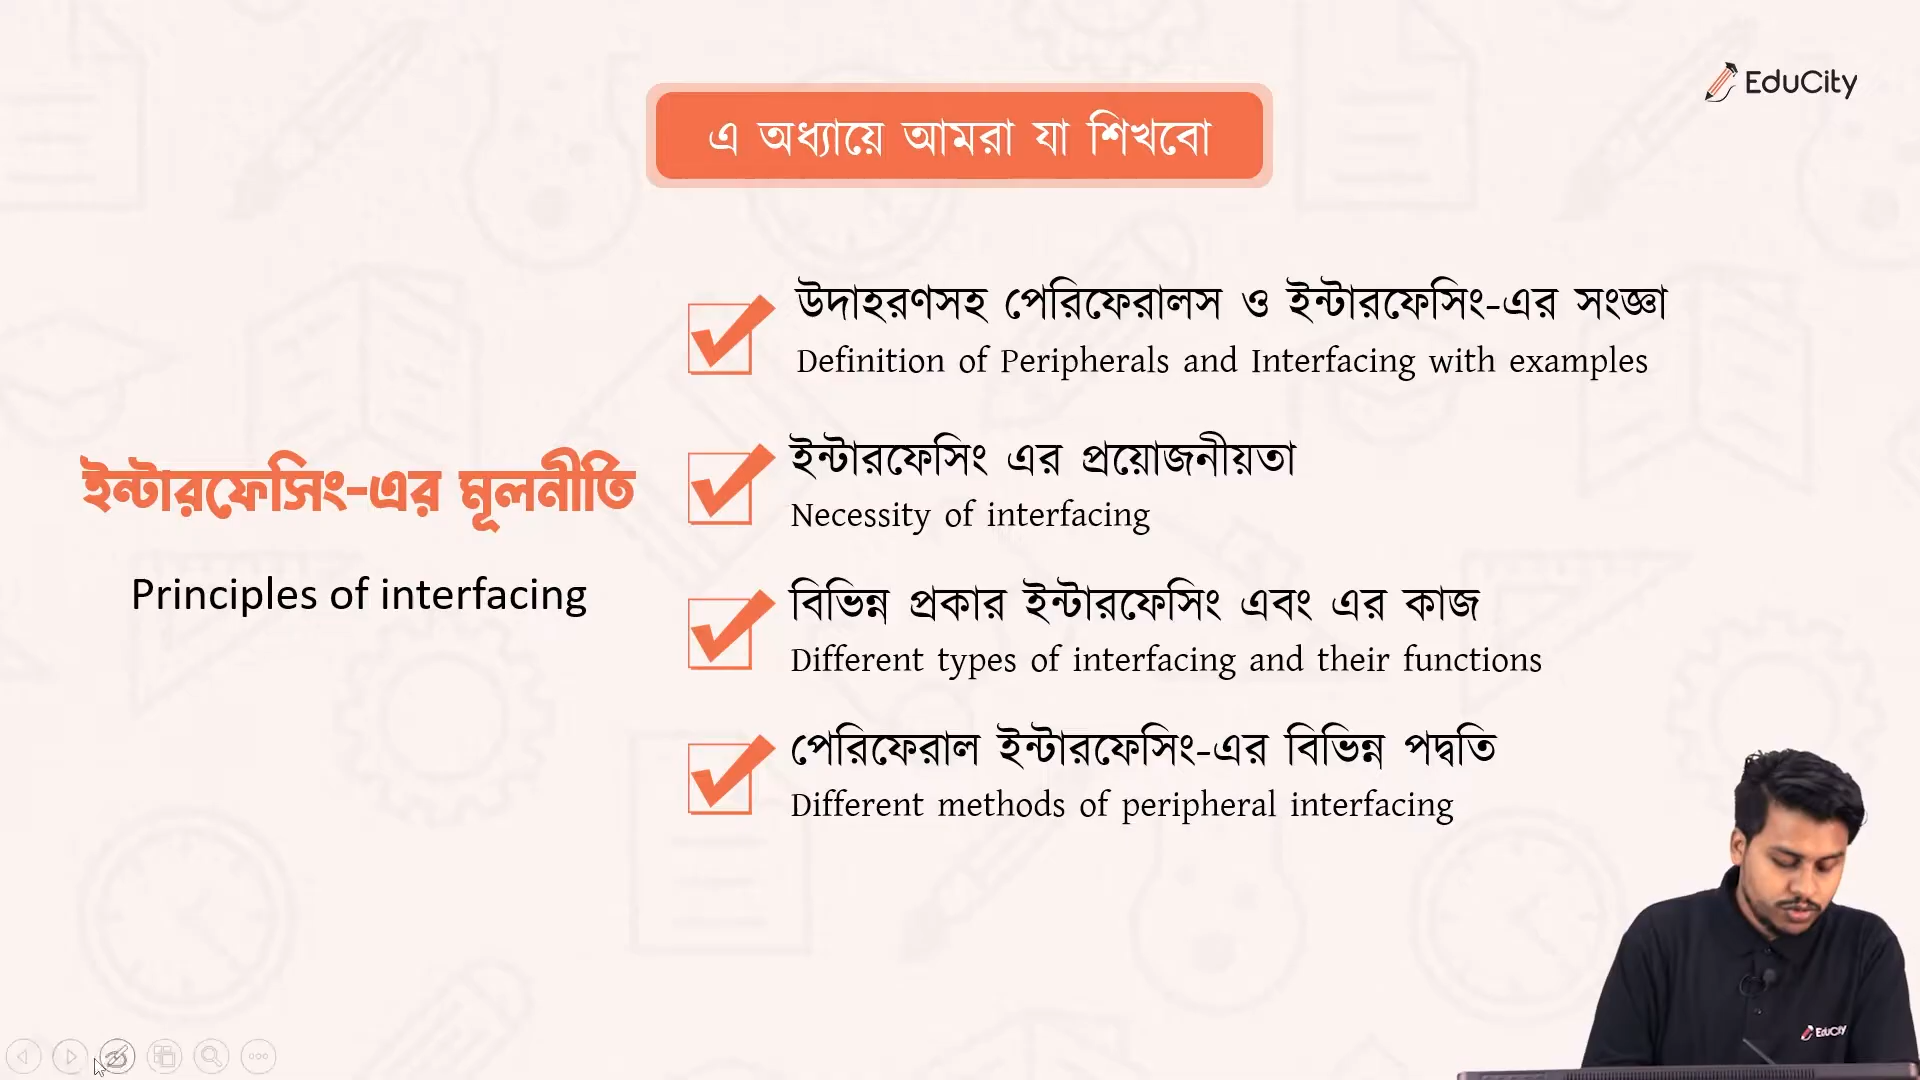 EduCity
এ অধ্যায়ে আমরা যা শিখবো
উদাহরণসহ পেরিফেরালস ও ইন্টারফেসিং-এর সংজ্ঞা
Definition of Peripherals and Interfacing with examples
ইন্টারফেসিং এর প্রয়োজনীয়তা
Necessity of interfacing
ইন্টারফেসিং-এর মূলনীতি
Principles of interfacing
বিভিন্ন প্রকার ইন্টারফেসিং এবং এর কাজ
Different types of interfacing and their functions
পেরিফেরাল ইন্টারফেসিং-এর বিভিন্ন পদ্বতি
Different methods of peripheral interfacing
EduCity